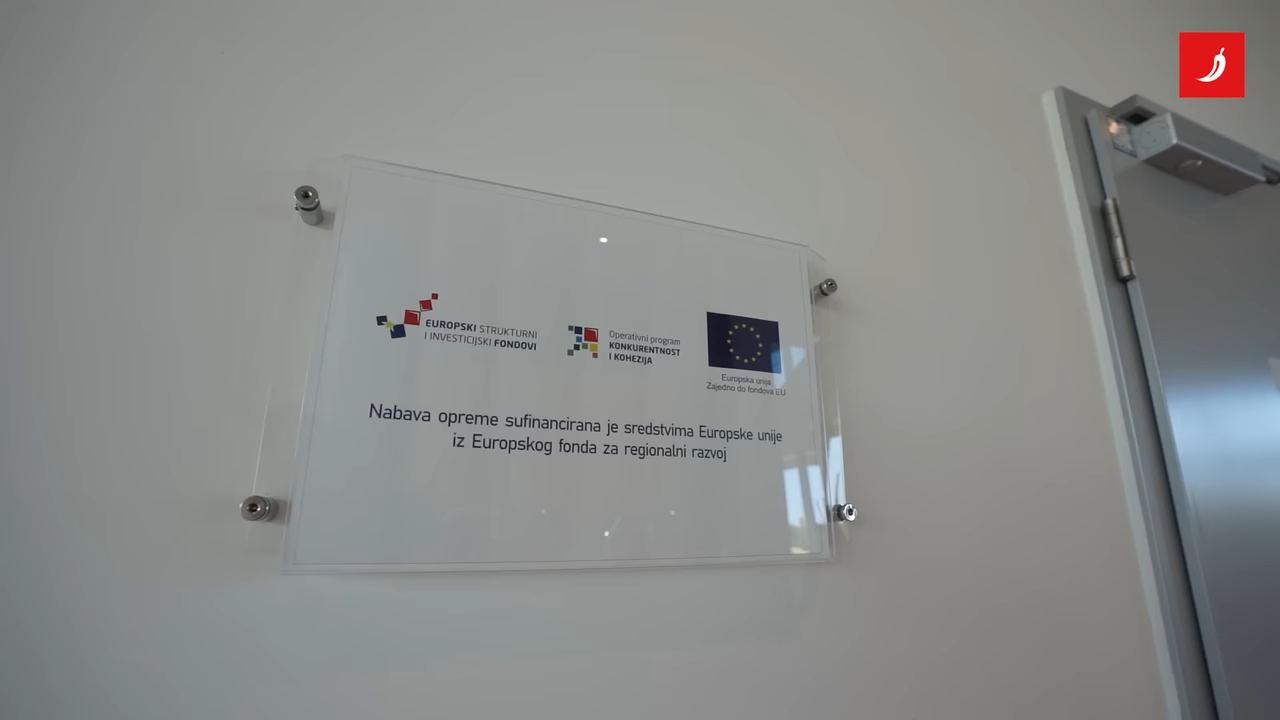 EUROPSKI STRUKTURNI
I INVESTICIJSKI FONDOVI
Operativni program
KONKURENTNOST
I KOHEZIJA
Europska unija
Zajedno do fondova EU
Nabava opreme sufinancirana je sredstvima Europske unije
iz Europskog fonda za regionalni razvoj